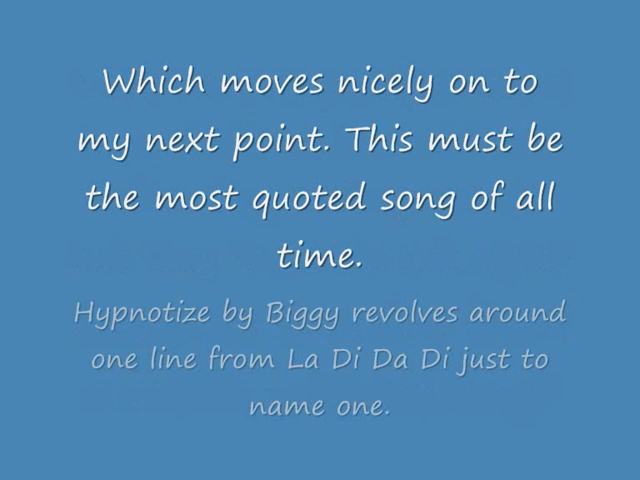 Which moves nicely on to
my next point. This must be
the most quoted song of all
time.
Hypnotize by Biggy revolves around
one line from La Di Da Di just to
name one.